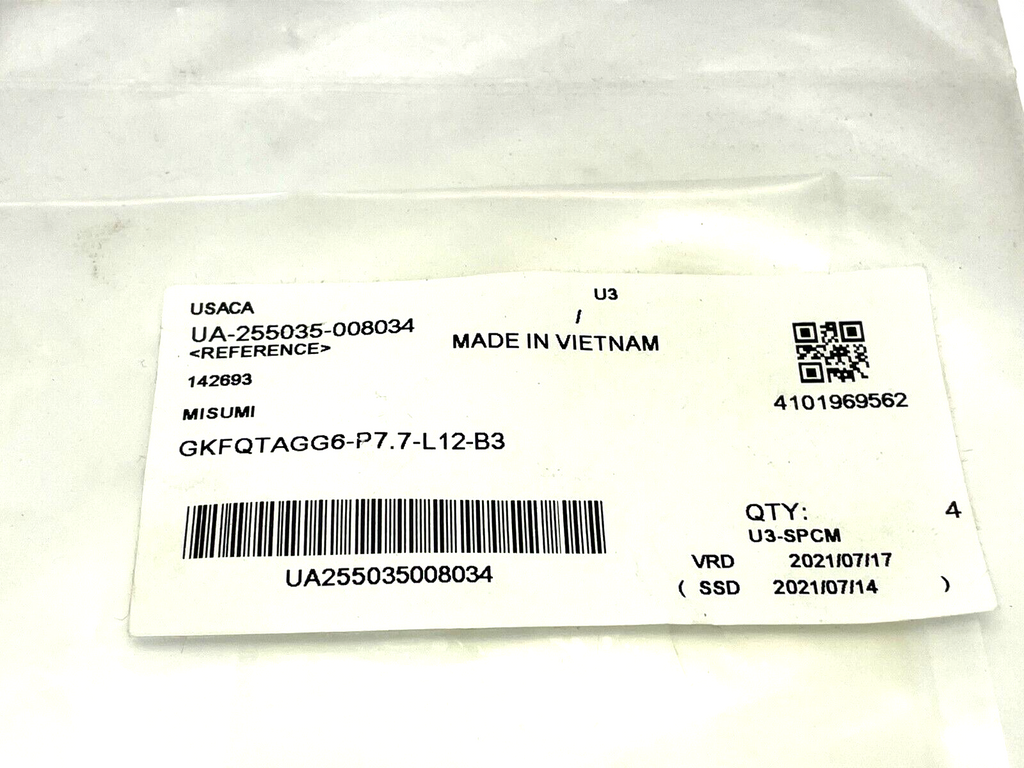 USACA
U3
UA-255035-008034
/
<REFERENCE>
MADE IN VIETNAM
142693
4101969562
MISUMI
GKFQTAGG6-P7.7-L12-B3
QTY: 4
U3-SPCM
UA255035008034
VRD 2021/07/17
( SSD 2021/07/14 )